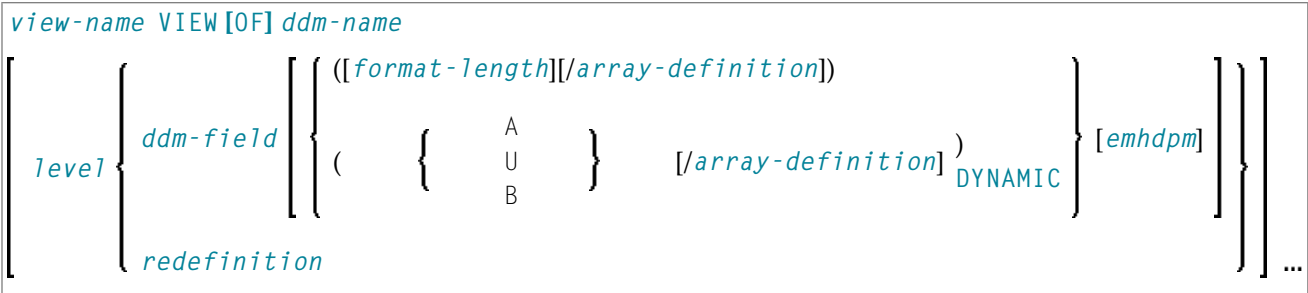 view-name VIEW [OF] ddm-name
([format-length][/array-definition])
A
ddm-field [emhdpm]
level ( U [/array-definition] ) DYNAMIC
B
redefinition
...